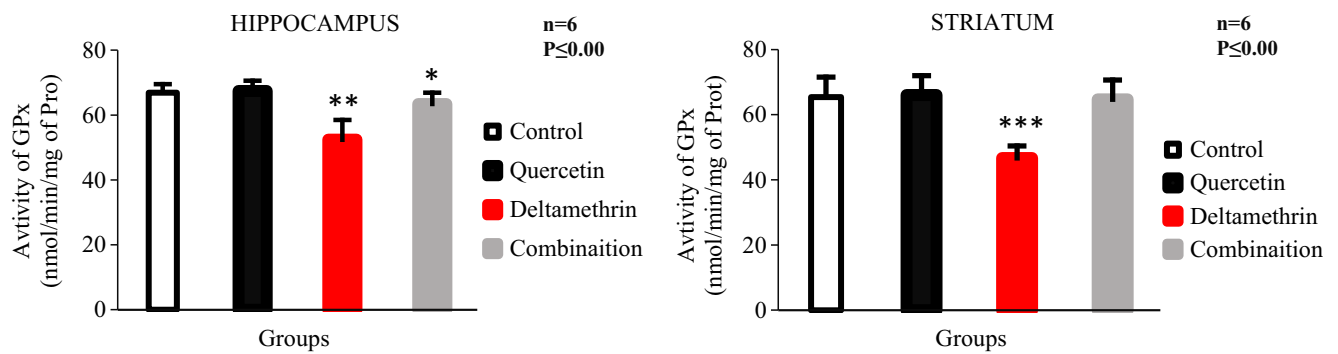 HIPPOCAMPUS
n=6
P≤0.00
80
60
40
20
0
Avtivity of GPx
(nmol/min/mg of Pro)
**
*
Control
Quercetin
Deltamethrin
Combinaition
Groups
STRIATUM
n=6
P≤0.00
80
60
40
20
0
Avtivity of GPx
(nmol/min/mg of Prot)
***
Control
Quercetin
Deltamethrin
Combinaition
Groups